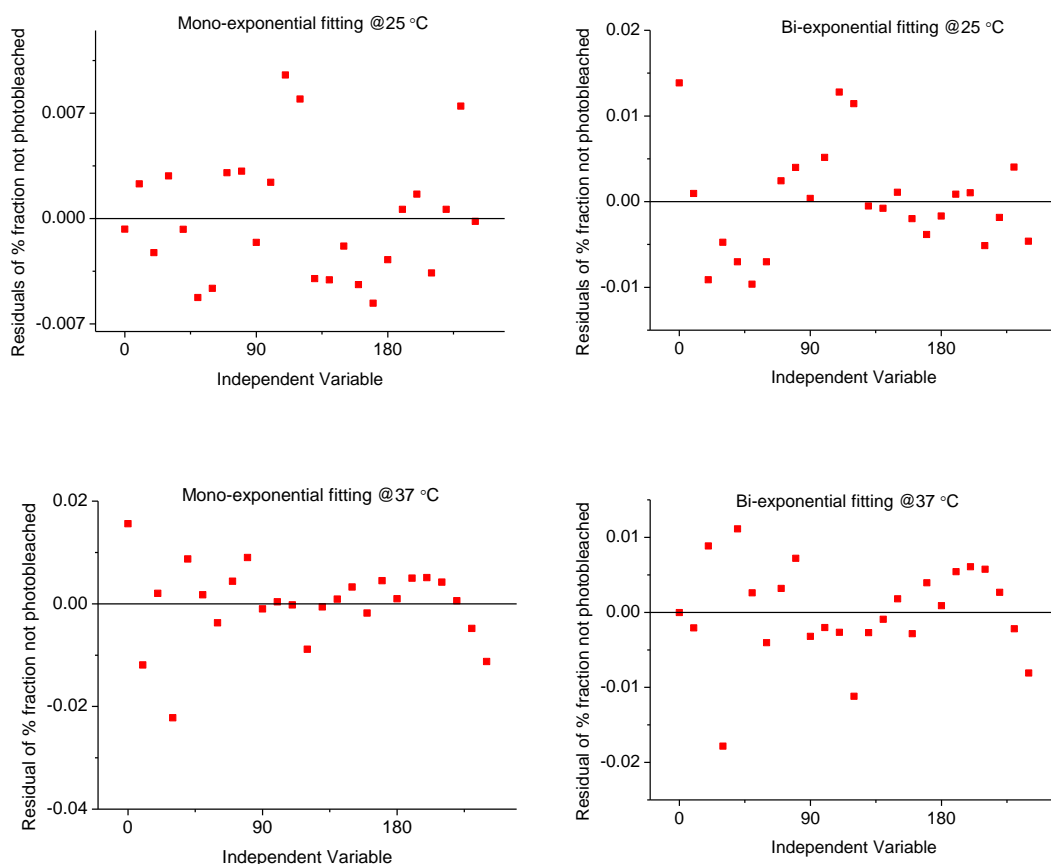 Mono-exponential fitting @25 °C
Residuals of % fraction not photobleached
0.007
0.000
-0.007
0
90
180
Independent Variable
Bi-exponential fitting @25 °C
Residuals of % fraction not photobleached
0.02
0.01
0.00
-0.01
0
90
180
Independent Variable
Mono-exponential fitting @37 °C
Residual of % fraction not photobleached
0.02
0.00
-0.02
-0.04
0
90
180
Independent Variable
Bi-exponential fitting @37 °C
Residual of % fraction not photobleached
0.01
0.00
-0.01
-0.02
0
90
180
Independent Variable